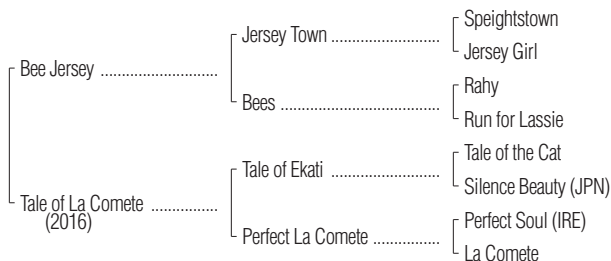 Speightstown
Jersey Town ......................
Jersey Girl
Bee Jersey ........................
Rahy
Bees ................................
Run for Lassie
Tale of the Cat
Tale of Ekati ......................
Silence Beauty (JPN)
Tale of La Comete .............
(2016)
Perfect Soul (IRE)
Perfect La Comete .............
La Comete